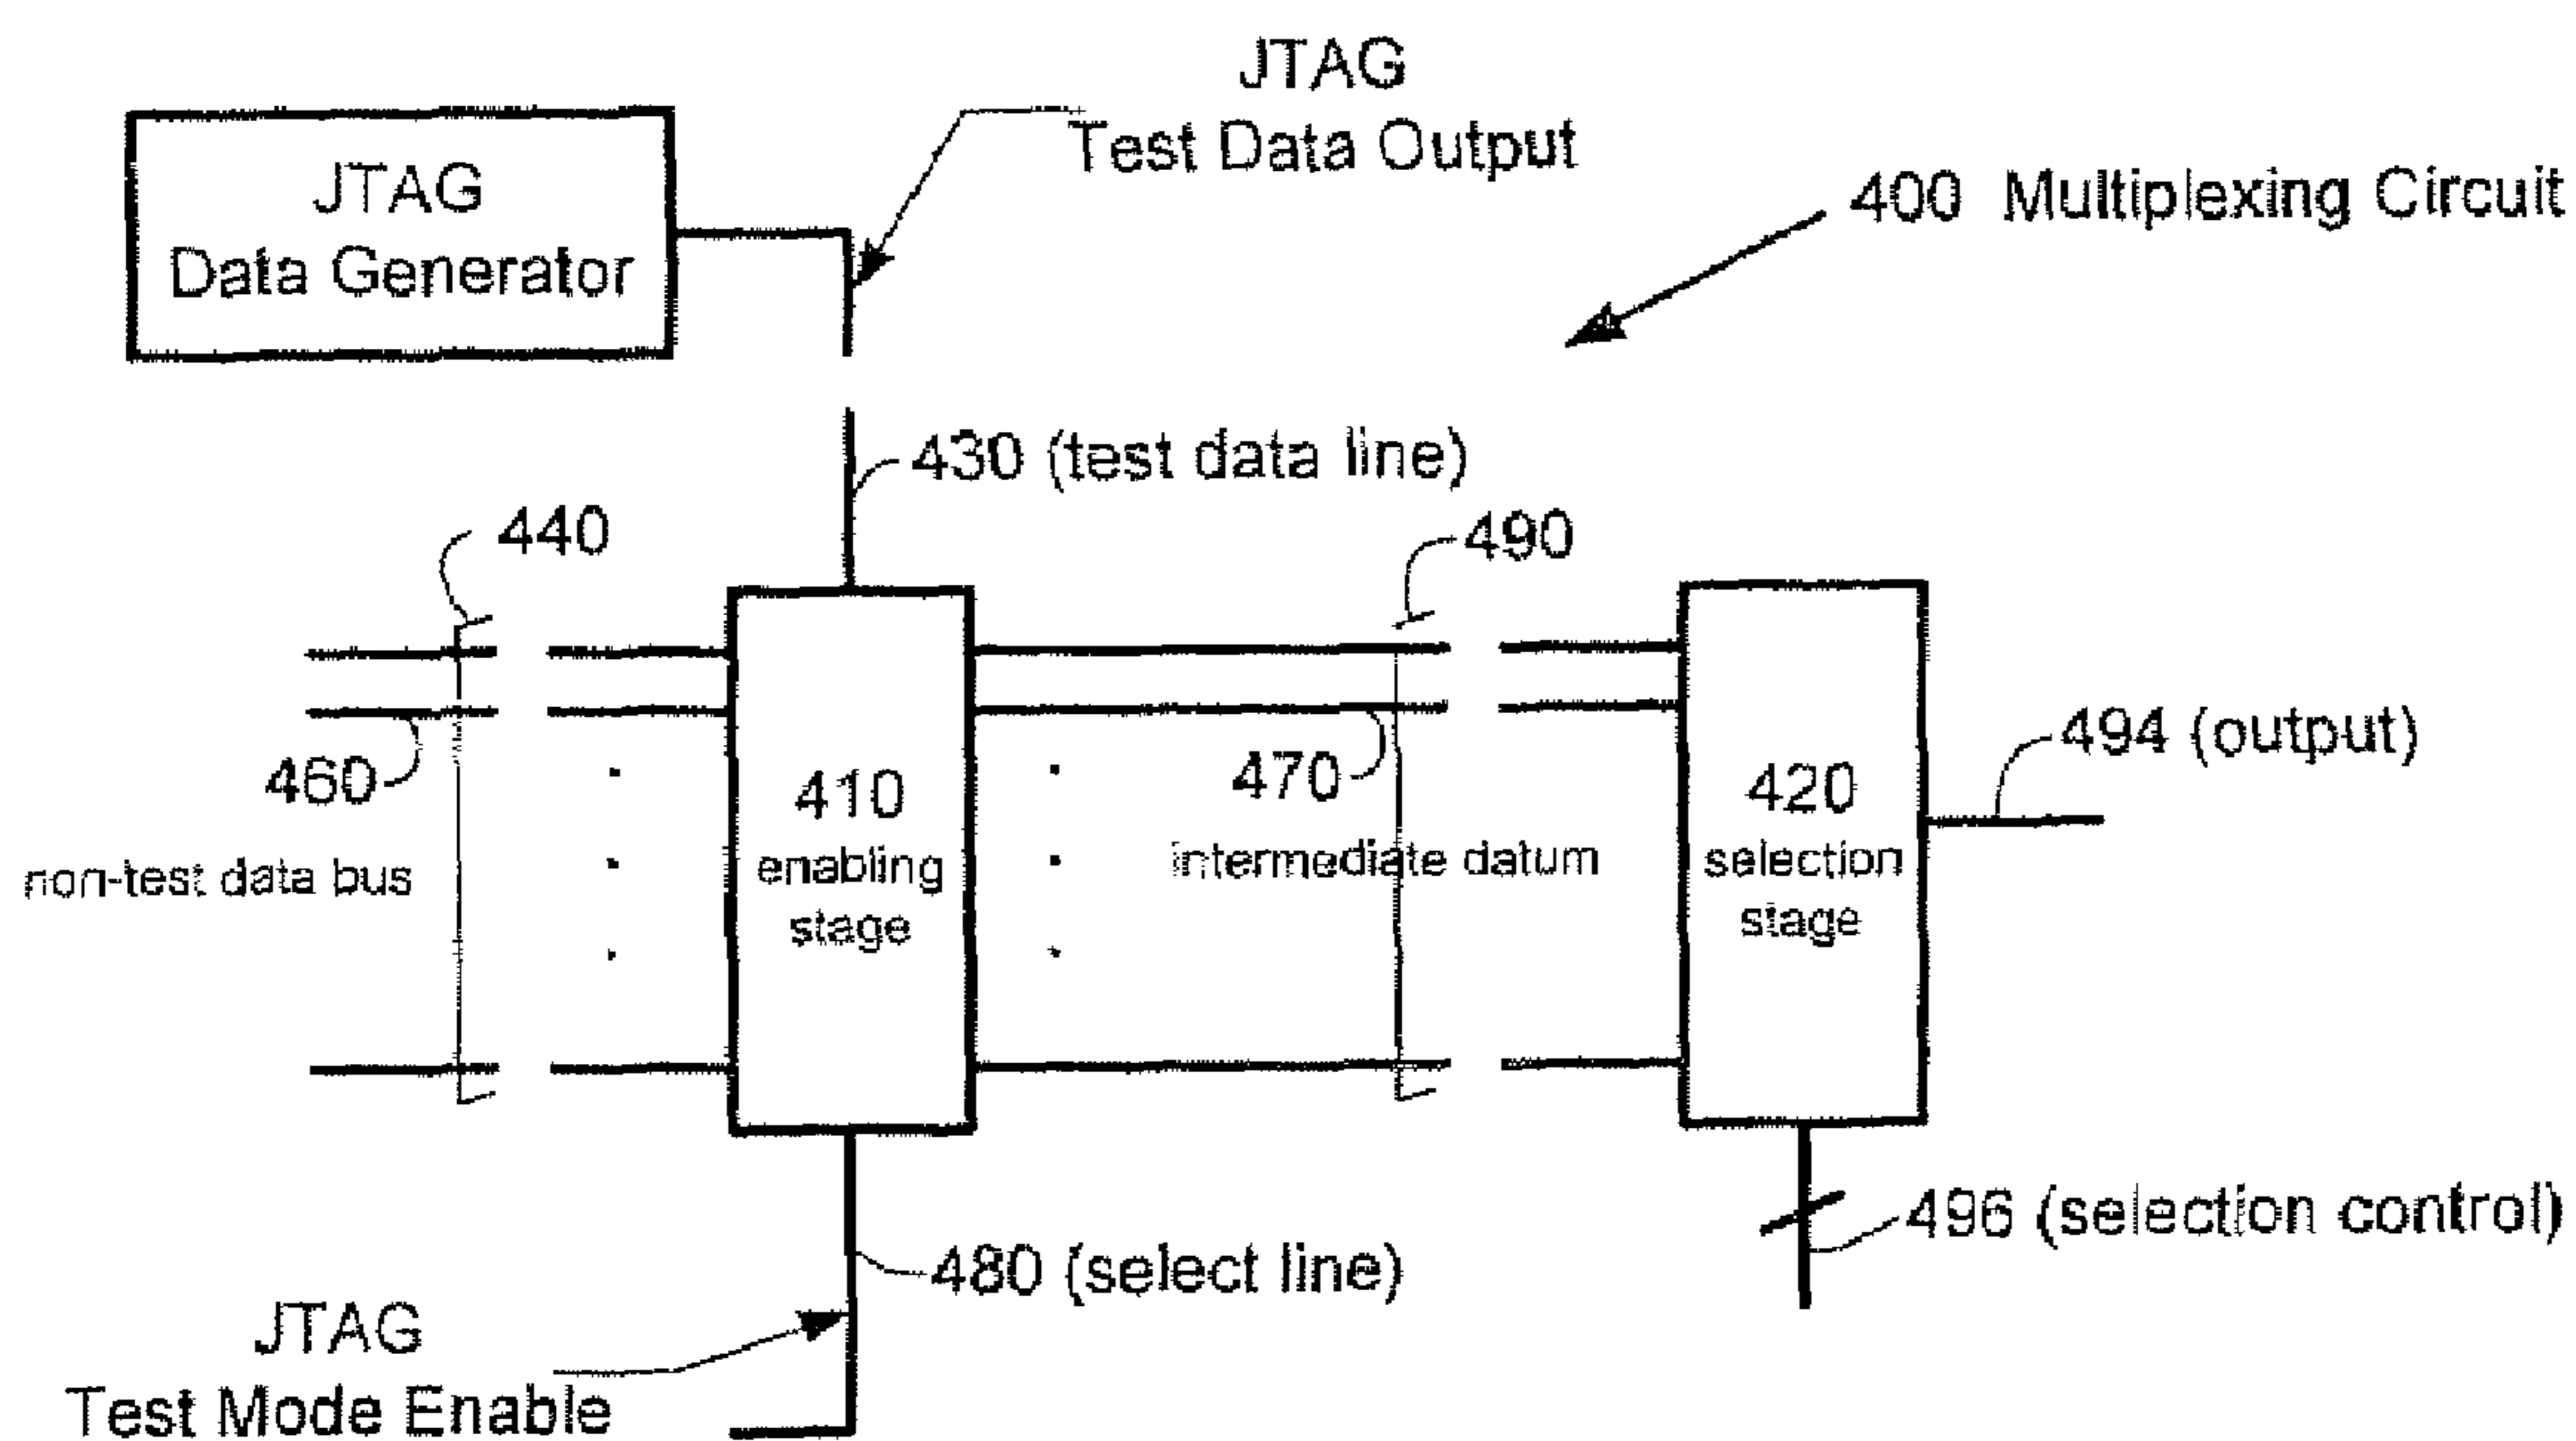 JTAG
Test Data Output
JTAG
Data Generator
400 Multiplexing Circuit
430 (test data line)
440
490
460
470
494 (output)
410
enabling
stage
420
selection
stage
non-test data bus
intermediate datum
496 (selection control)
480 (select line)
JTAG
Test Mode Enable